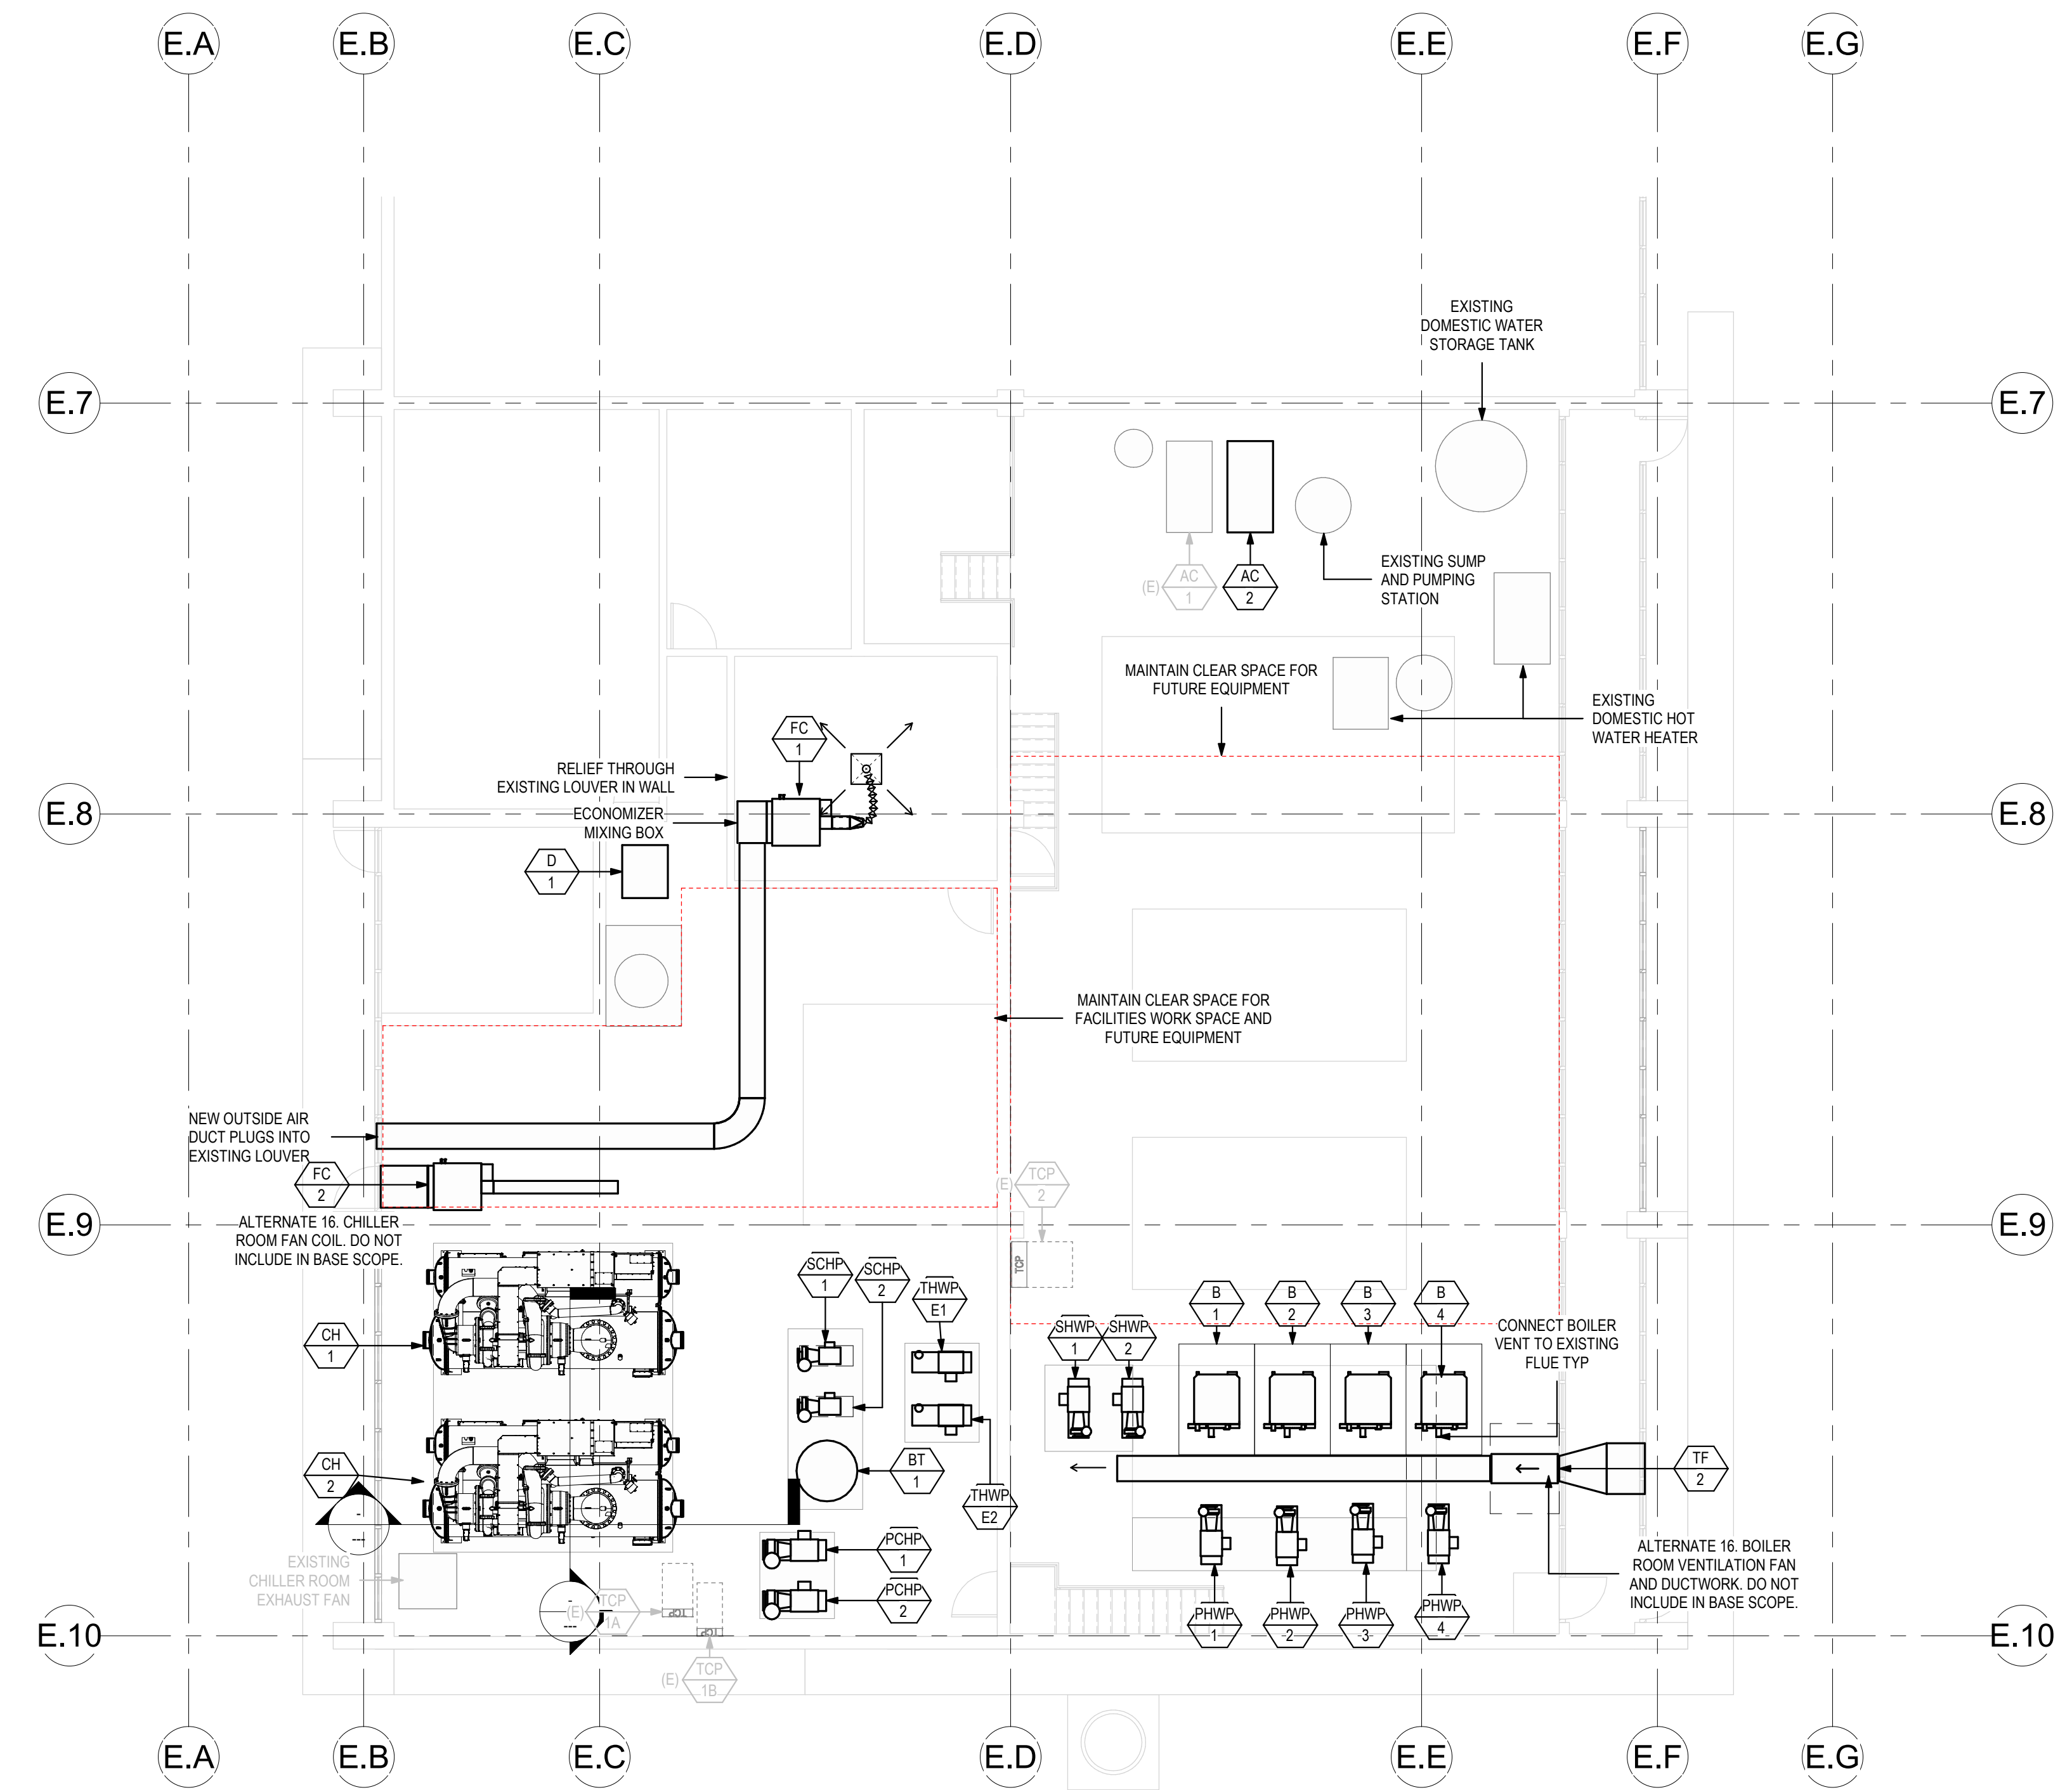 E.A
E.B
E.C
E.D
E.E
E.F
E.G
EXISTING
DOMESTIC WATER
STORAGE TANK
E.7
E.7
(E)
AC
1
AC
2
EXISTING SUMP
AND PUMPING
STATION
MAINTAIN CLEAR SPACE FOR
FUTURE EQUIPMENT
EXISTING
DOMESTIC HOT
WATER HEATER
FC
1
RELIEF THROUGH
EXISTING LOUVER IN WALL
ECONOMIZER
MIXING BOX
E.8
E.8
D
1
MAINTAIN CLEAR SPACE FOR
FACILITIES WORK SPACE AND
FUTURE EQUIPMENT
NEW OUTSIDE AIR
DUCT PLUGS INTO
EXISTING LOUVER
FC
2
(E)
TCP
2
E.9
E.9
ALTERNATE 16. CHILLER
ROOM FAN COIL. DO NOT
INCLUDE IN BASE SCOPE.
TCP
SCHP
1
SCHP
2
THWP
E1
B
1
B
2
B
3
B
4
CH
1
SHWP
1
SHWP
2
CONNECT BOILER
VENT TO EXISTING
FLUE TYP
CH
2
BT
1
TF
2
THWP
E2
-
---
EXISTING
CHILLER ROOM
EXHAUST FAN
PCHP
1
PCHP
2
ALTERNATE 16. BOILER
ROOM VENTILATION FAN
AND DUCTWORK. DO NOT
INCLUDE IN BASE SCOPE.
-
---
(E)
TCP
1A
TCP
TCP
PHWP
1
PHWP
2
PHWP
3
PHWP
4
E.10
E.10
(E)
TCP
1B
E.A
E.B
E.C
E.D
E.E
E.F
E.G